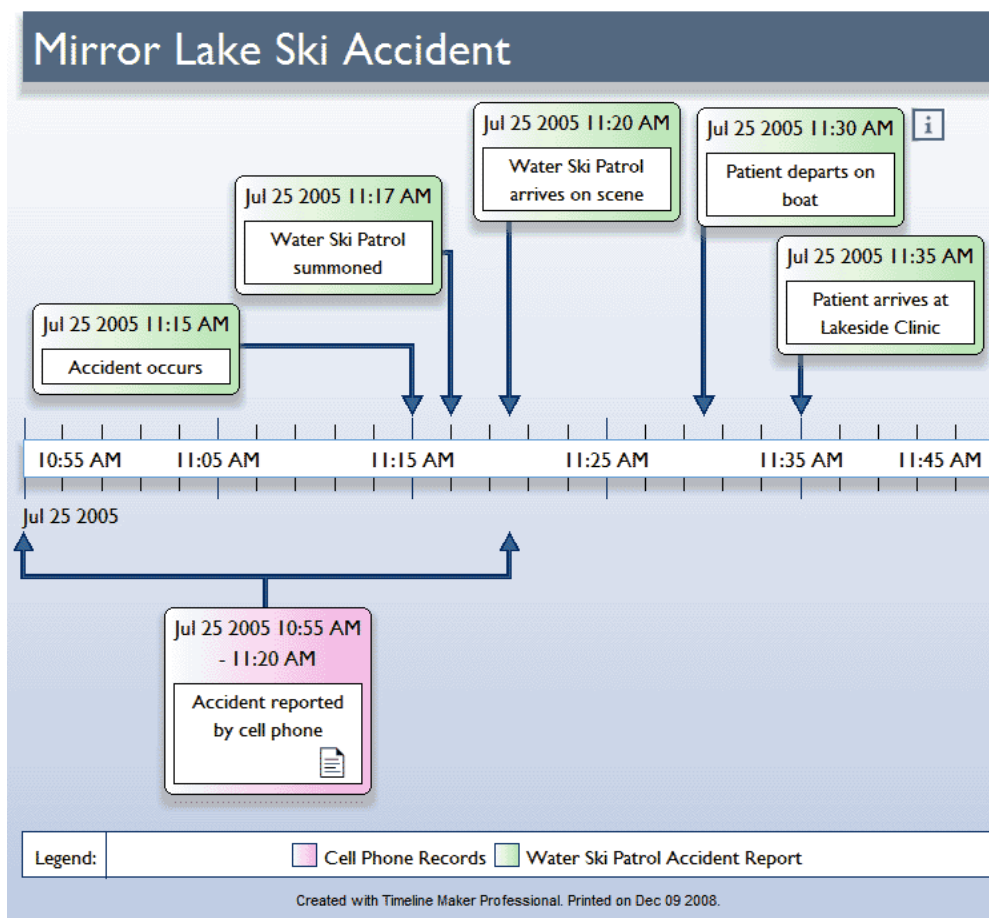 Mirror Lake Ski Accident
Jul 25 2005 11:20 AM
Water Ski Patrol
arrives on scene
Jul 25 2005 11:30 AM
i
Patient departs on
boat
Jul 25 2005 11:17 AM
Water Ski Patrol
summoned
Jul 25 2005 11:35 AM
Patient arrives at
Lakeside Clinic
Jul 25 2005 11:15 AM
Accident occurs
10:55 AM 11:05 AM 11:15 AM 11:25 AM 11:35 AM 11:45 AM
Jul 25 2005
Jul 25 2005 10:55 AM
- 11:20 AM
Accident reported
by cell phone
Legend: Cell Phone Records Water Ski Patrol Accident Report
Created with Timeline Maker Professional. Printed on Dec 09 2008.